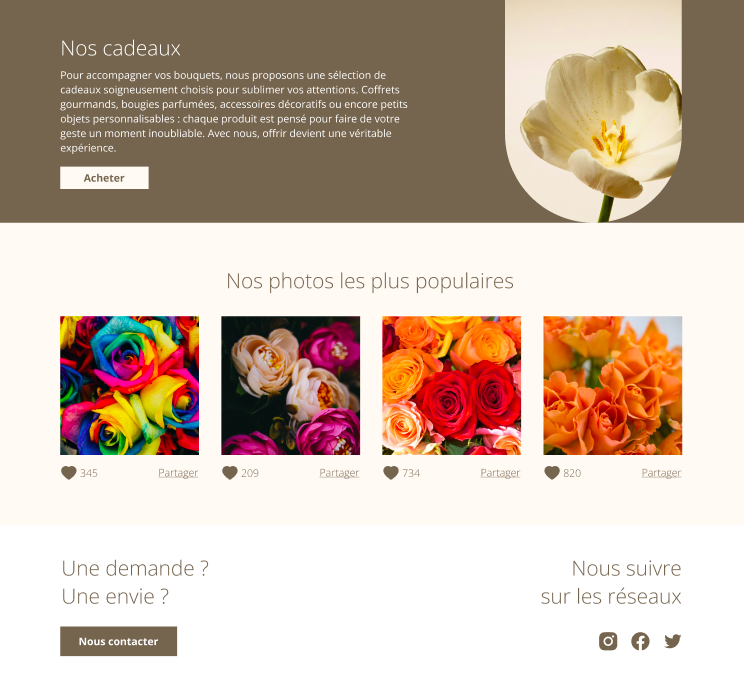 Nos cadeaux
Pour accompagner vos bouquets, nous proposons une sélection de
cadeaux soigneusement choisis pour sublimer vos attentions. Coffrets
gourmands, bougies parfumées, accessoires décoratifs ou encore petits
objets personnalisables : chaque produit est pensé pour faire de votre
geste un moment inoubliable. Avec nous, offrir devient une véritable
expérience.
Acheter
Nos photos les plus populaires
345 Partager
209 Partager
734 Partager
820 Partager
Une demande ?
Une envie ?
Nous contacter
Nous suivre
sur les réseaux